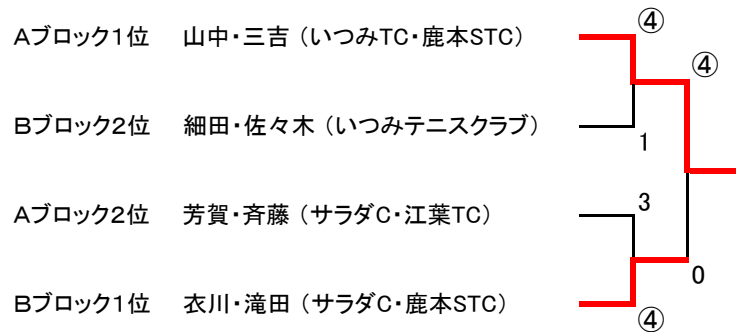 Aブロック1位 山中・三吉 (いつみTC・鹿本STC)
④
④
Bブロック2位 細田・佐々木 (いつみテニスクラブ)
1
Aブロック2位 芳賀・斉藤 (サラダC・江葉TC)
3
0
Bブロック1位 衣川・滝田 (サラダC・鹿本STC)
④